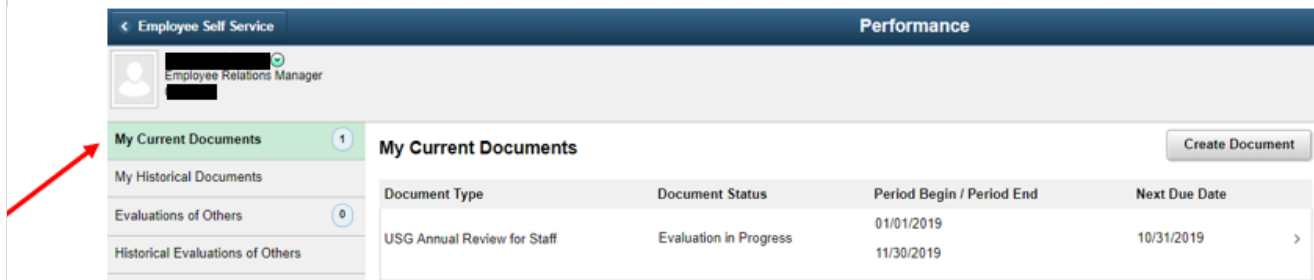 Employee Self Service
Performance
Employee Relations Manager
My Current Documents 1
My Historical Documents
Evaluations of Others 0
Historical Evaluations of Others
My Current Documents
Create Document
Document Type Document Status Period Begin / Period End Next Due Date
USG Annual Review for Staff Evaluation in Progress 01/01/2019 10/31/2019
11/30/2019